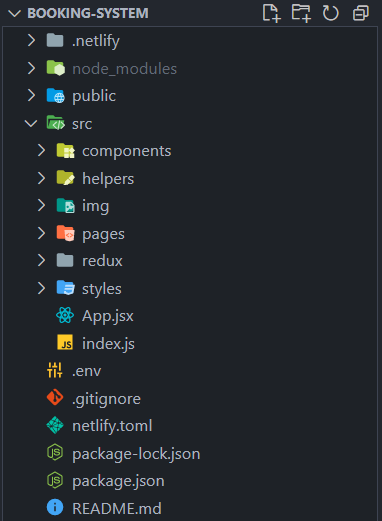 BOOKING-SYSTEM
.netlify
node_modules
public
src
components
helpers
img
pages
redux
styles
App.jsx
JS index.js
.env
.gitignore
netlify.toml
package-lock.json
package.json
README.md